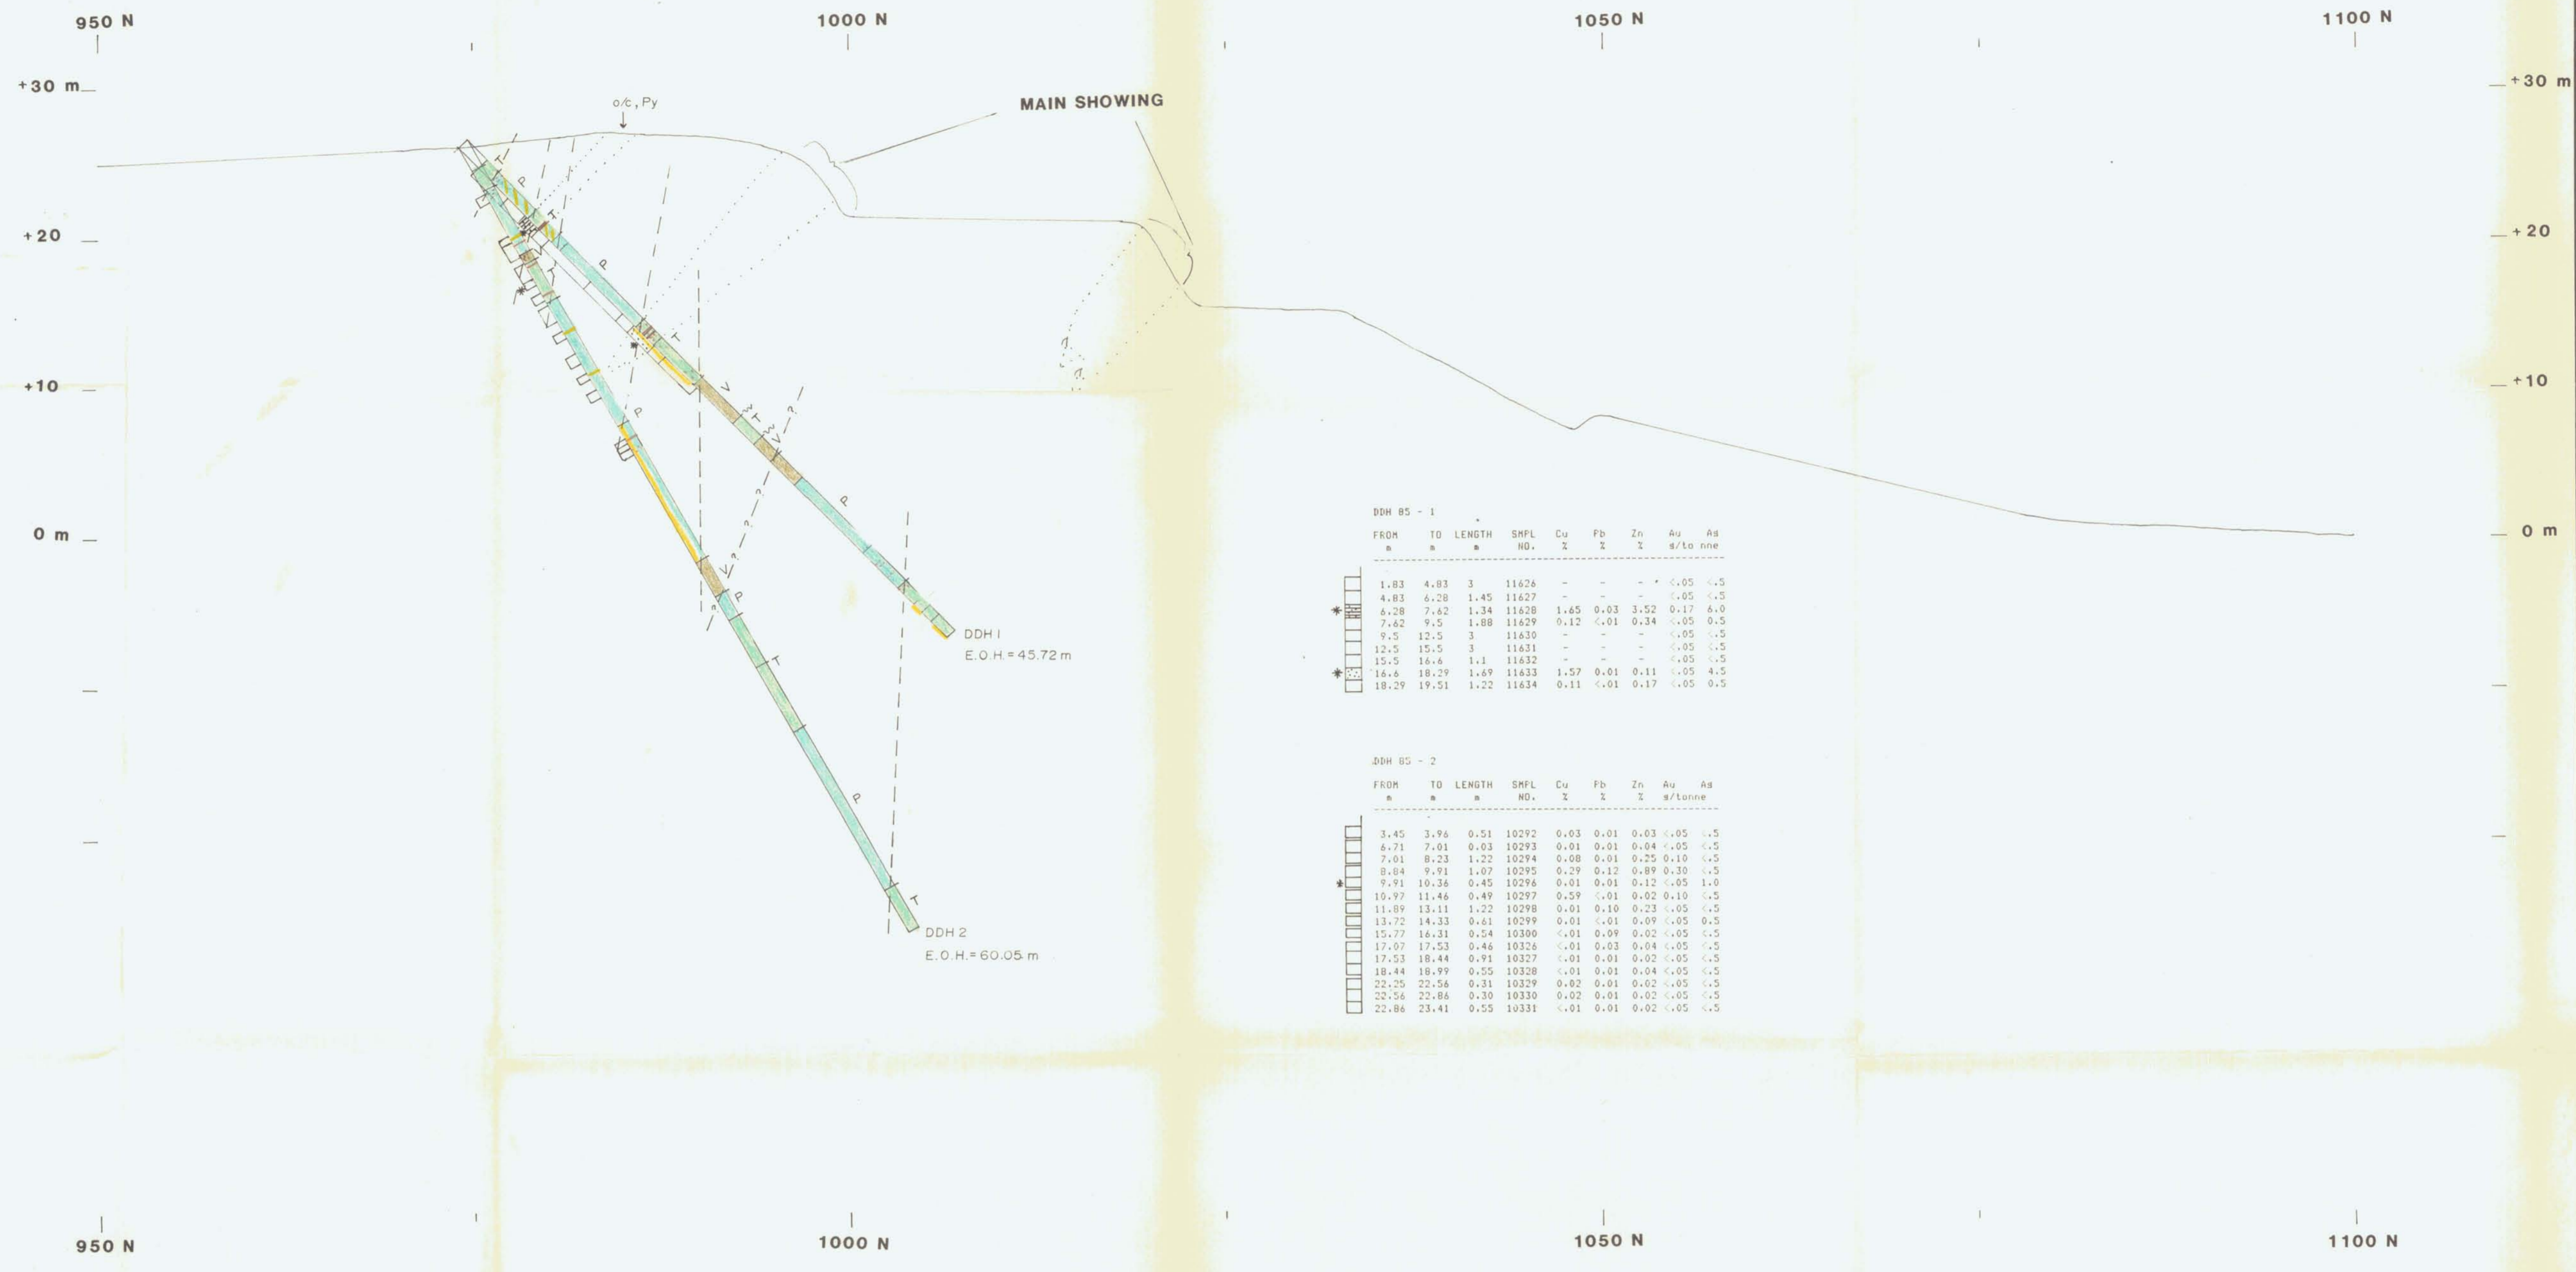 950 N 1000 N 1050 N 1100 N
+30 m +30 m
o/c, Py
MAIN SHOWING
T
P
T
+20 +20
P
T
T
+10 +10
V
P
T
V
?
P
0 m 0 m
?
?
V
P
?
T
P
T
DDH 1
E.O.H. = 45.72 m
DDH 2
E.O.H. = 60.05 m
DDH 85 - 1
FROM TO LENGTH SMPL Cu Pb Zn Au Ag
m m m NO. % % % g/to nne
1.83 4.83 3 11626 - - - <.05 <.5
4.83 6.28 1.45 11627 - - - <.05 <.5
* 6.28 7.62 1.34 11628 1.65 0.03 3.52 0.17 6.0
7.62 9.5 1.88 11629 0.12 <.01 0.34 <.05 0.5
9.5 12.5 3 11630 - - - <.05 <.5
12.5 15.5 3 11631 - - - <.05 <.5
15.5 16.6 1.1 11632 - - - <.05 <.5
* 16.6 18.29 1.69 11633 1.57 0.01 0.11 <.05 4.5
18.29 19.51 1.22 11634 0.11 <.01 0.17 <.05 0.5
DDH 85 - 2
FROM TO LENGTH SMPL Cu Pb Zn Au Ag
m m m NO. % % % g/tonne
3.45 3.96 0.51 10292 0.03 0.01 0.03 <.05 <.5
6.71 7.01 0.03 10293 0.01 0.01 0.04 <.05 <.5
7.01 8.23 1.22 10294 0.08 0.01 0.25 0.10 <.5
8.84 9.91 1.07 10295 0.29 0.12 0.89 0.30 <.5
* 9.91 10.36 0.45 10296 0.01 0.01 0.12 <.05 1.0
10.97 11.46 0.49 10297 0.59 <.01 0.02 0.10 <.5
11.89 13.11 1.22 10298 0.01 0.10 0.23 <.05 <.5
13.72 14.33 0.61 10299 0.01 <.01 0.09 <.05 0.5
15.77 16.31 0.54 10300 <.01 0.09 0.02 <.05 <.5
17.07 17.53 0.46 10326 <.01 0.03 0.04 <.05 <.5
17.53 18.44 0.91 10327 <.01 0.01 0.02 <.05 <.5
18.44 18.99 0.55 10328 <.01 0.01 0.04 <.05 <.5
22.25 22.56 0.31 10329 0.02 0.01 0.02 <.05 <.5
22.56 22.86 0.30 10330 0.02 0.01 0.02 <.05 <.5
22.86 23.41 0.55 10331 <.01 0.01 0.02 <.05 <.5
950 N 1000 N 1050 N 1100 N